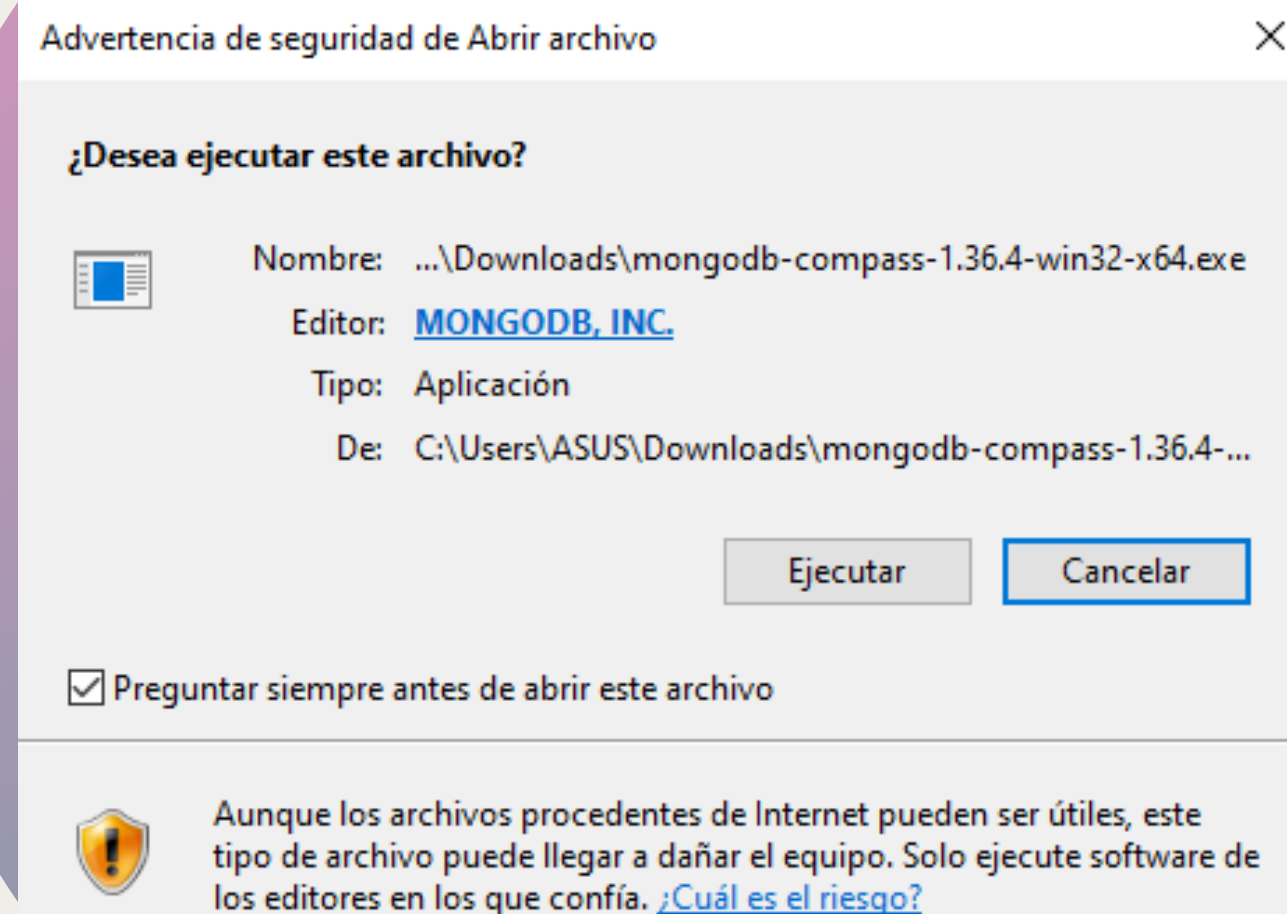 Advertencia de seguridad de Abrir archivo
¿Desea ejecutar este archivo?
Nombre: ...\Downloads\mongodb-compass-1.36.4-win32-x64.exe
Editor: MONGODB, INC.
Tipo: Aplicación
De: C:\Users\ASUS\Downloads\mongodb-compass-1.36.4-...
Ejecutar Cancelar
Preguntar siempre antes de abrir este archivo
Aunque los archivos procedentes de Internet pueden ser útiles, este
tipo de archivo puede llegar a dañar el equipo. Solo ejecute software de
los editores en los que confía. ¿Cuál es el riesgo?